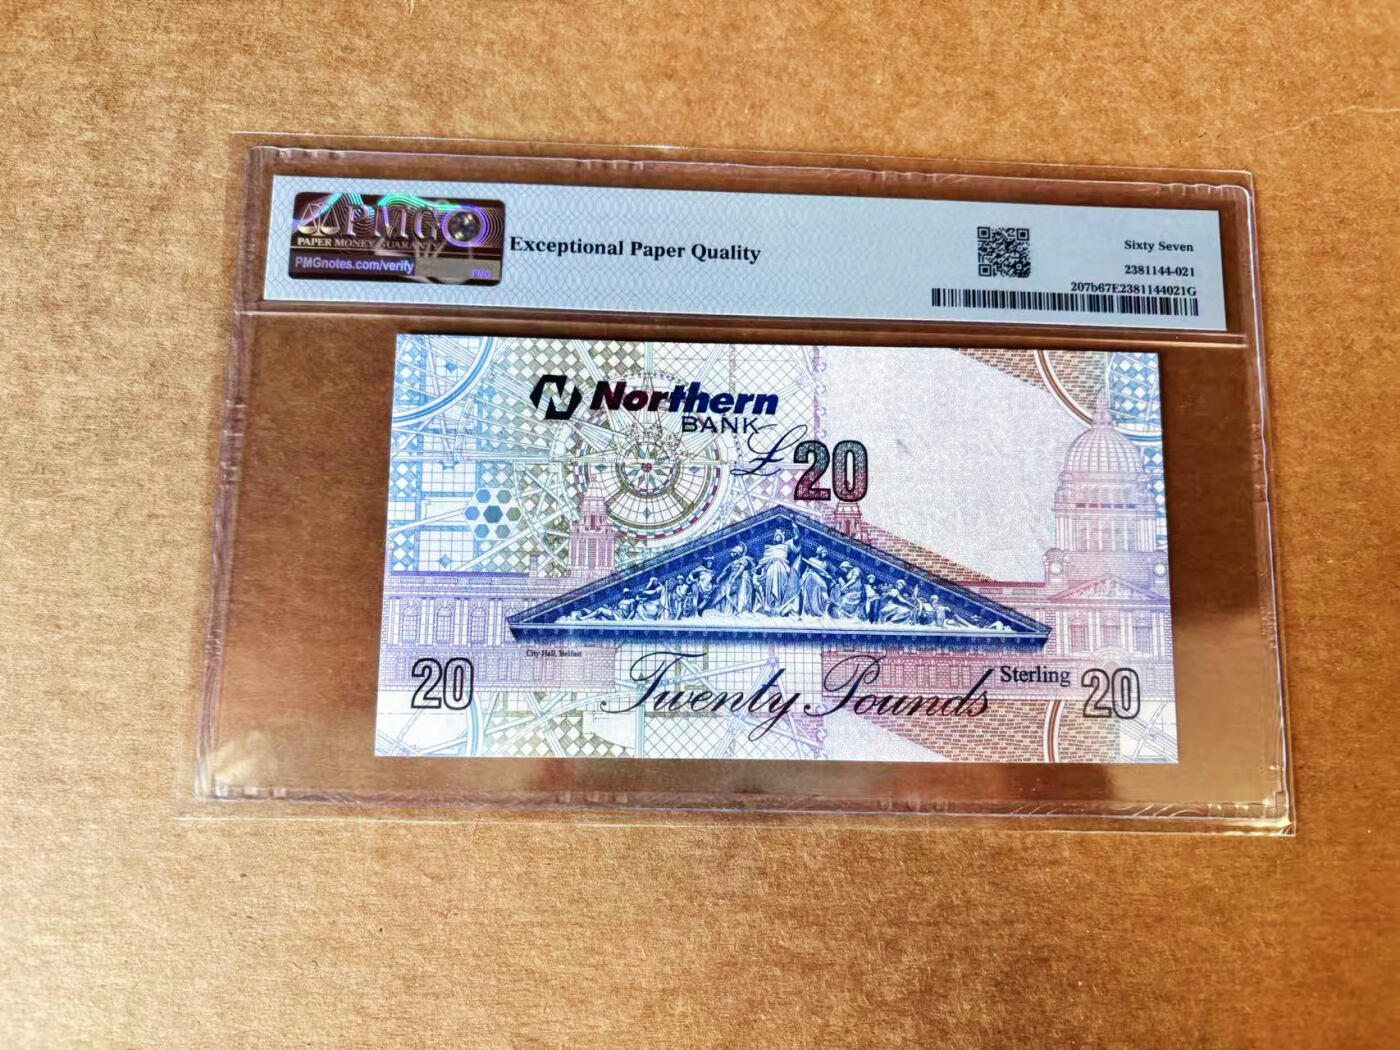 PMG
PAPER MONEY GUARANTY
PMGnotes.com/verify
PMG
Exceptional Paper Quality
Sixty Seven
2381144-021
207b67E2381144021G
N Northern
BANK
£20
City Hall, Belfast
20
Twenty Pounds
Sterling
20